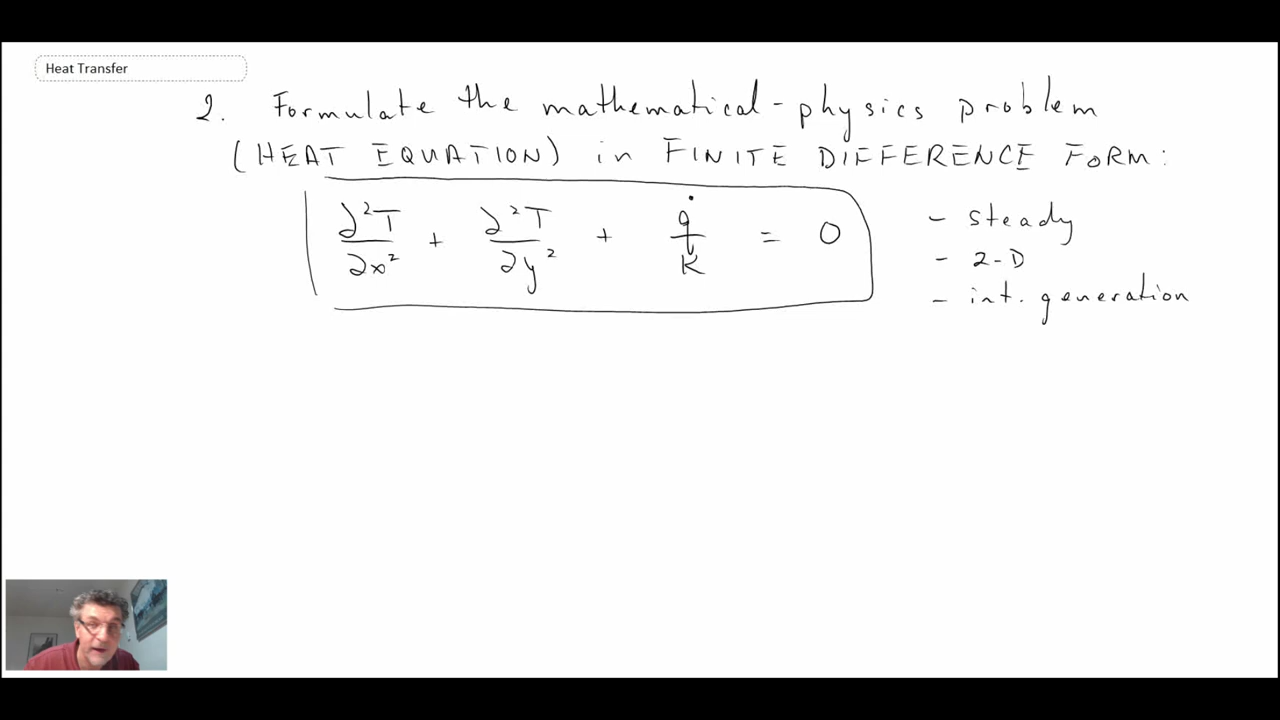 Heat Transfer
2. Formulate the mathematical-physics problem
(HEAT EQUATION) in FINITE DIFFERENCE FORM:
∂²T/∂x² + ∂²T/∂y² + q̇/k = 0
- steady
- 2-D
- int. generation